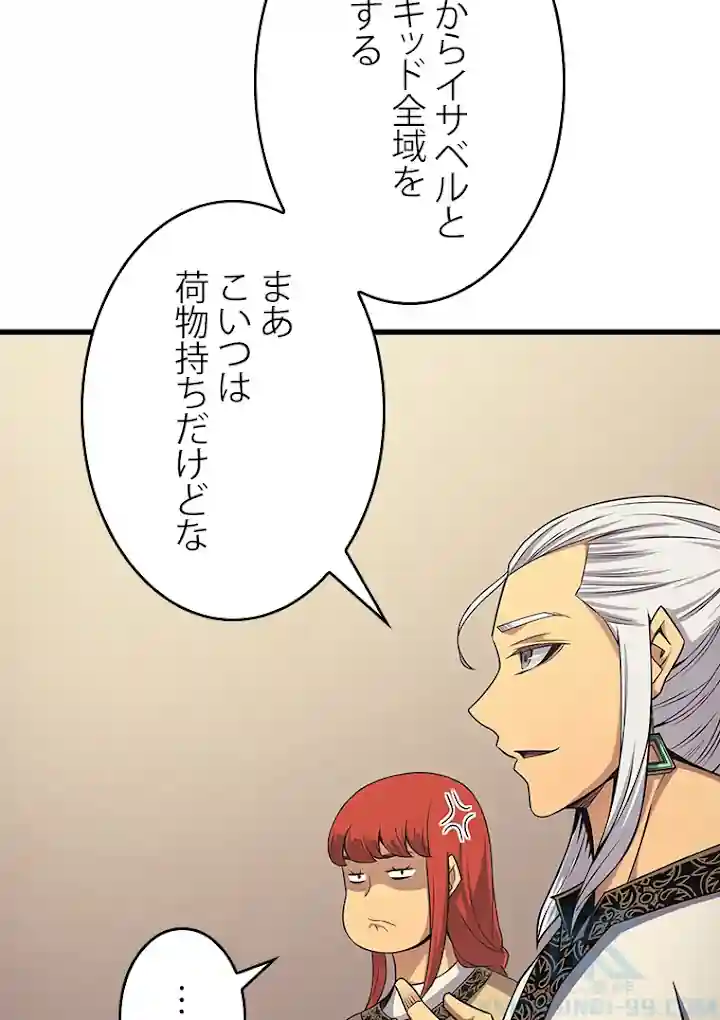 からイサベルと
キッド全域を
する
まあ
こいつは
荷物持ちだけどな
…